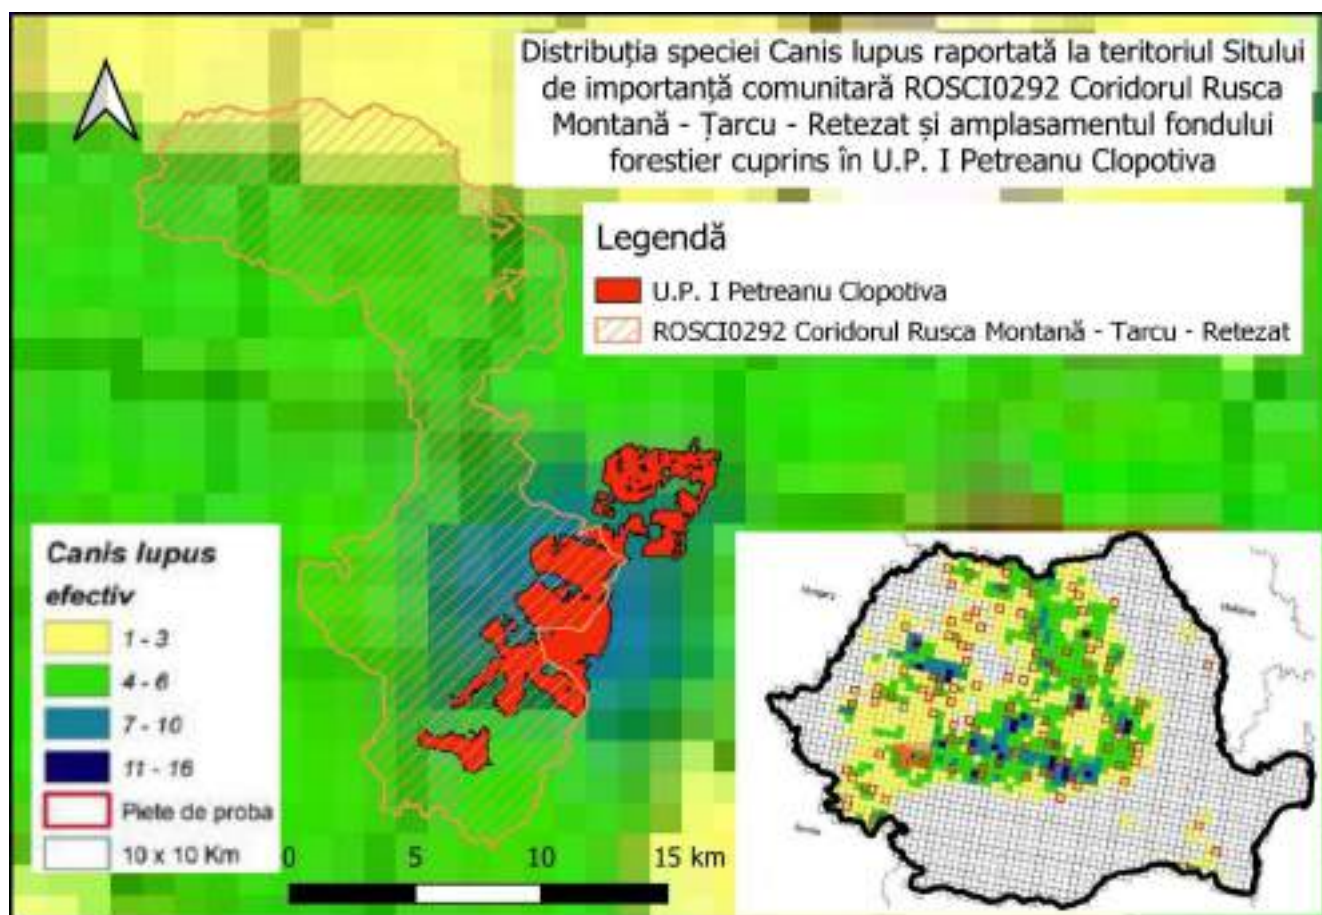 Distribuția speciei Canis lupus raportată la teritoriul Sitului
de importanță comunitară ROSCI0292 Coridorul Rusca
Montană - Țarcu - Retezat și amplasamentul fondului
forestier cuprins în U.P. I Petreanu Clopotiva
Legendă
U.P. I Petreanu Clopotiva
ROSCI0292 Coridorul Rusca Montană - Tarcu - Retezat
Canis lupus
efectiv
1 - 3
4 - 6
7 - 10
11 - 16
Piete de proba
10 x 10 Km
0 5 10 15 km